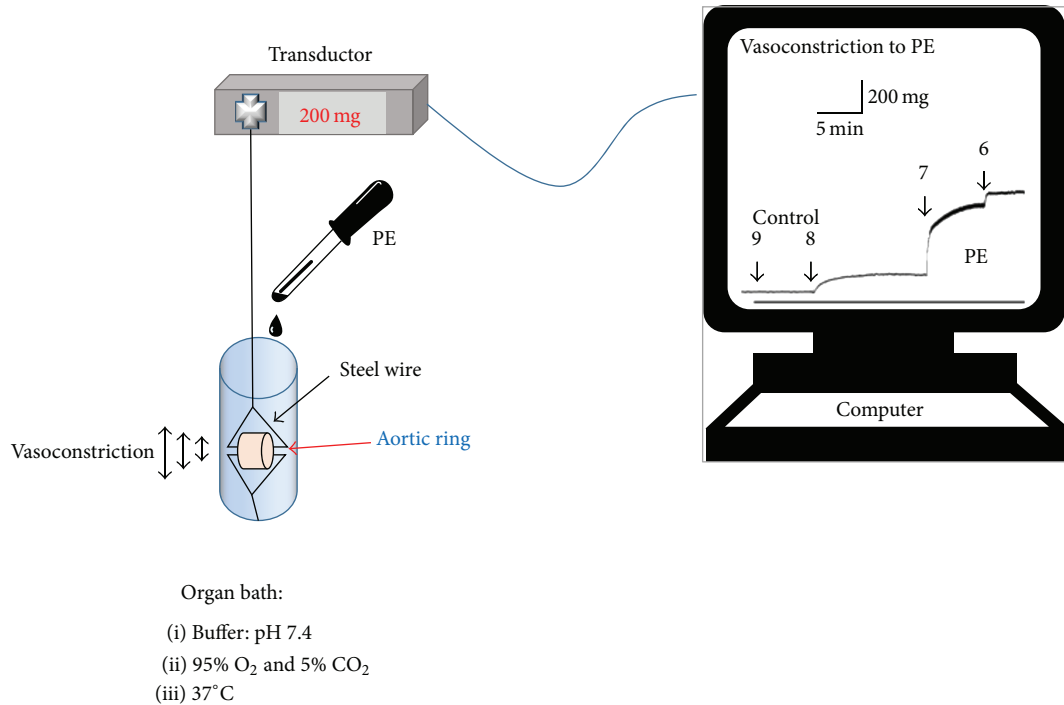 Transductor
200 mg
PE
Steel wire
Aortic ring
Vasoconstriction
Organ bath:
(i) Buffer: pH 7.4
(ii) 95% O₂ and 5% CO₂
(iii) 37°C
Vasoconstriction to PE
200 mg
5 min
6
7
Control
9 8
PE
Computer